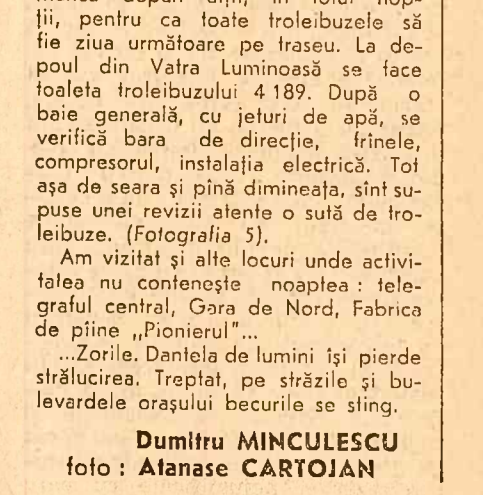 ții, pentru ca toate troleibuzele să
fie ziua următoare pe traseu. La de-
poul din Vatra Luminoasă se face
toaleta troleibuzului 4 189. După o
baie generală, cu jeturi de apă, se
verifică bara de direcție, frînele,
compresorul, instalația electrică. Tot
așa de seara și pînă dimineața, sînt su-
puse unei revizii atente o sută de tro-
leibuze. (Fotografia 5).
Am vizitat și alte locuri unde activi-
tatea nu contenește noaptea : tele-
graful central, Gara de Nord, Fabrica
de pîine „Pionierul"...
...Zorile. Dantela de lumini își pierde
strălucirea. Treptat, pe străzile și bu-
levardele orașului becurile se sting.
Dumitru MINCULESCU
foto : Atanase CARTOJAN